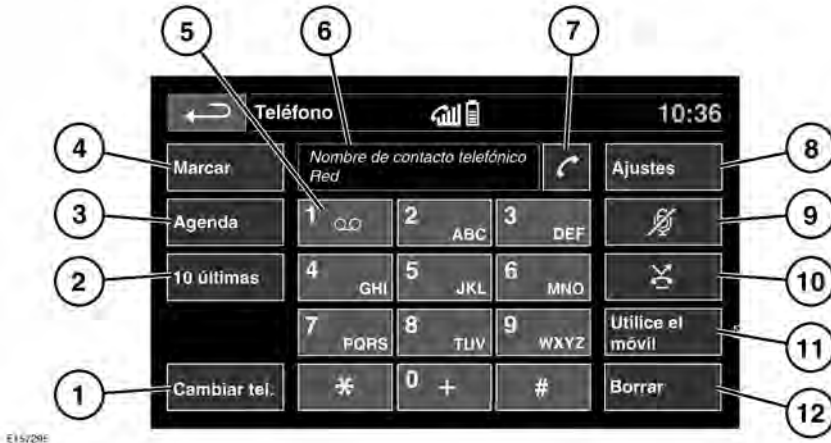 5
6
7
Teléfono
10:36
4
Marcar
Nombre de contacto telefónico
Red
Ajustes
8
3
Agenda
1
2 ABC
3 DEF
9
2
10 últimas
4 GHI
5 JKL
6 MNO
10
7 PQRS
8 TUV
9 WXYZ
Utilice el
móvil
11
1
Cambiar tel.
*
0 +
#
Borrar
12
E157295